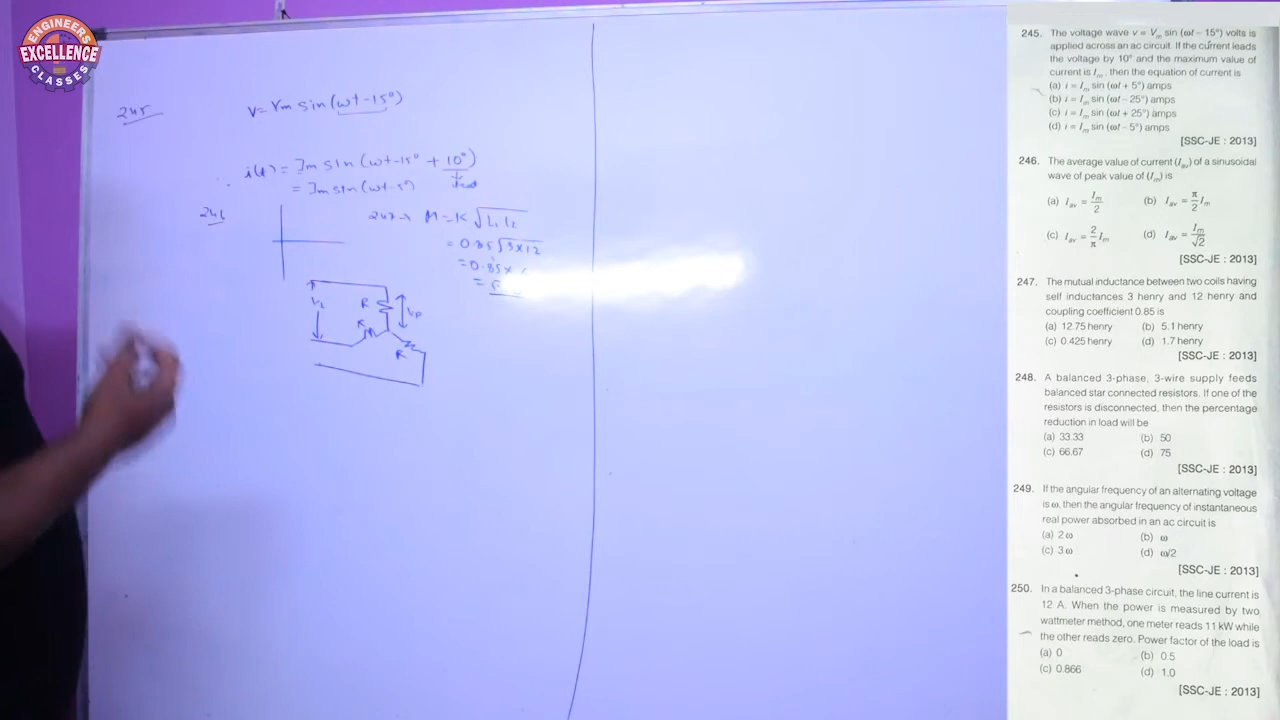 ENGINEERS
EXCELLENCE
CLASSES
245
V = Vm sin (ωt - 15°)
i(t) = Im sin (ωt - 15° + 10°)
= Im sin (ωt - 5°)
246
247 → M = K √L₁ L₂
= 0.85 √3 × 12
= 0.85 ×
=
VL
R
VP
R
R
245. The voltage wave v = Vm sin (ωt – 15°) volts is
applied across an ac circuit. If the current leads
the voltage by 10° and the maximum value of
current is Im, then the equation of current is
(a) i = Im sin (ωt + 5°) amps
(b) i = Im sin (ωt – 25°) amps
(c) i = Im sin (ωt + 25°) amps
(d) i = Im sin (ωt – 5°) amps
[SSC-JE : 2013]
246. The average value of current (Iav) of a sinusoidal
wave of peak value of (Im) is
(a) Iav = Im/2 (b) Iav = π/2 Im
(c) Iav = 2/π Im (d) Iav = Im/√2
[SSC-JE : 2013]
247. The mutual inductance between two coils having
self inductances 3 henry and 12 henry and
coupling coefficient 0.85 is
(a) 12.75 henry (b) 5.1 henry
(c) 0.425 henry (d) 1.7 henry
[SSC-JE : 2013]
248. A balanced 3-phase, 3-wire supply feeds
balanced star connected resistors. If one of the
resistors is disconnected, then the percentage
reduction in load will be
(a) 33.33 (b) 50
(c) 66.67 (d) 75
[SSC-JE : 2013]
249. If the angular frequency of an alternating voltage
is ω, then the angular frequency of instantaneous
real power absorbed in an ac circuit is
(a) 2 ω (b) ω
(c) 3 ω (d) ω/2
[SSC-JE : 2013]
250. In a balanced 3-phase circuit, the line current is
12 A. When the power is measured by two
wattmeter method, one meter reads 11 kW while
the other reads zero. Power factor of the load is
(a) 0 (b) 0.5
(c) 0.866 (d) 1.0
[SSC-JE : 2013]